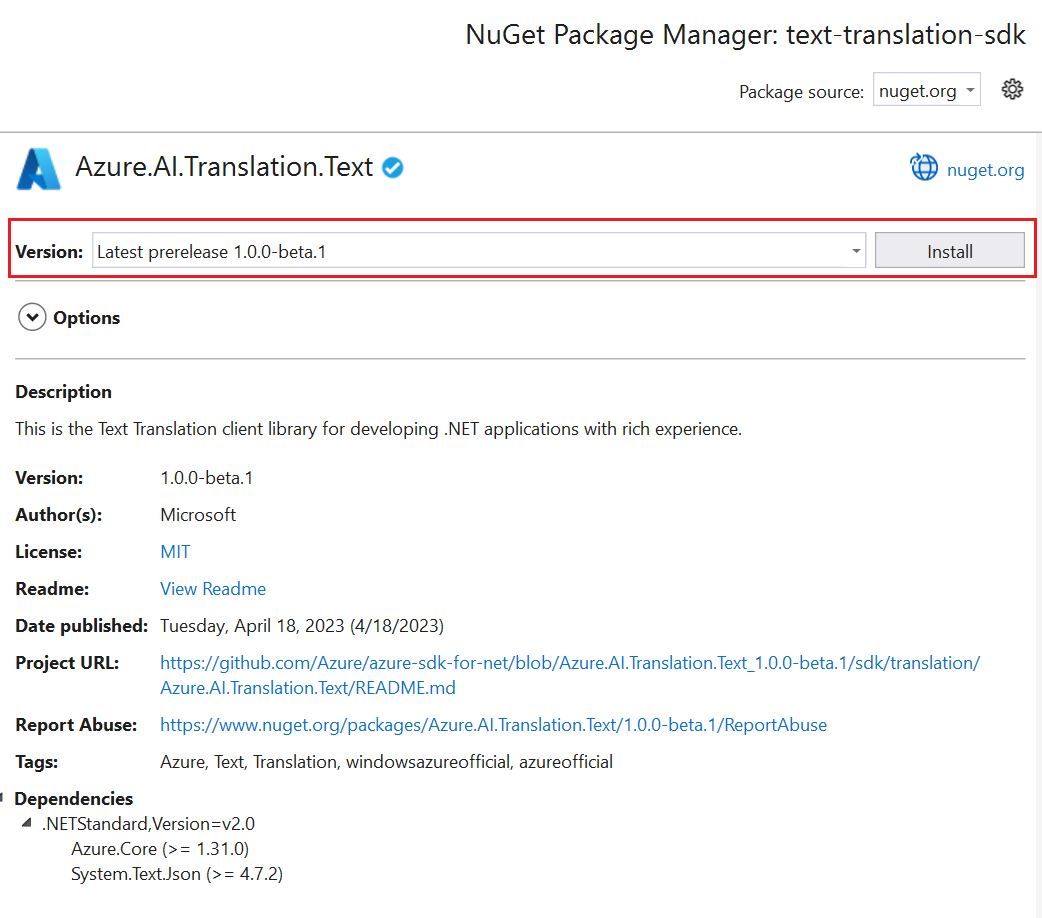 NuGet Package Manager: text-translation-sdk
Package source: nuget.org
Azure.AI.Translation.Text nuget.org
Version: Latest prerelease 1.0.0-beta.1 Install
Options
Description
This is the Text Translation client library for developing .NET applications with rich experience.
Version: 1.0.0-beta.1
Author(s): Microsoft
License: MIT
Readme: View Readme
Date published: Tuesday, April 18, 2023 (4/18/2023)
Project URL: https://github.com/Azure/azure-sdk-for-net/blob/Azure.AI.Translation.Text_1.0.0-beta.1/sdk/translation/
Azure.AI.Translation.Text/README.md
Report Abuse: https://www.nuget.org/packages/Azure.AI.Translation.Text/1.0.0-beta.1/ReportAbuse
Tags: Azure, Text, Translation, windowsazureofficial, azureofficial
Dependencies
.NETStandard,Version=v2.0
Azure.Core (>= 1.31.0)
System.Text.Json (>= 4.7.2)